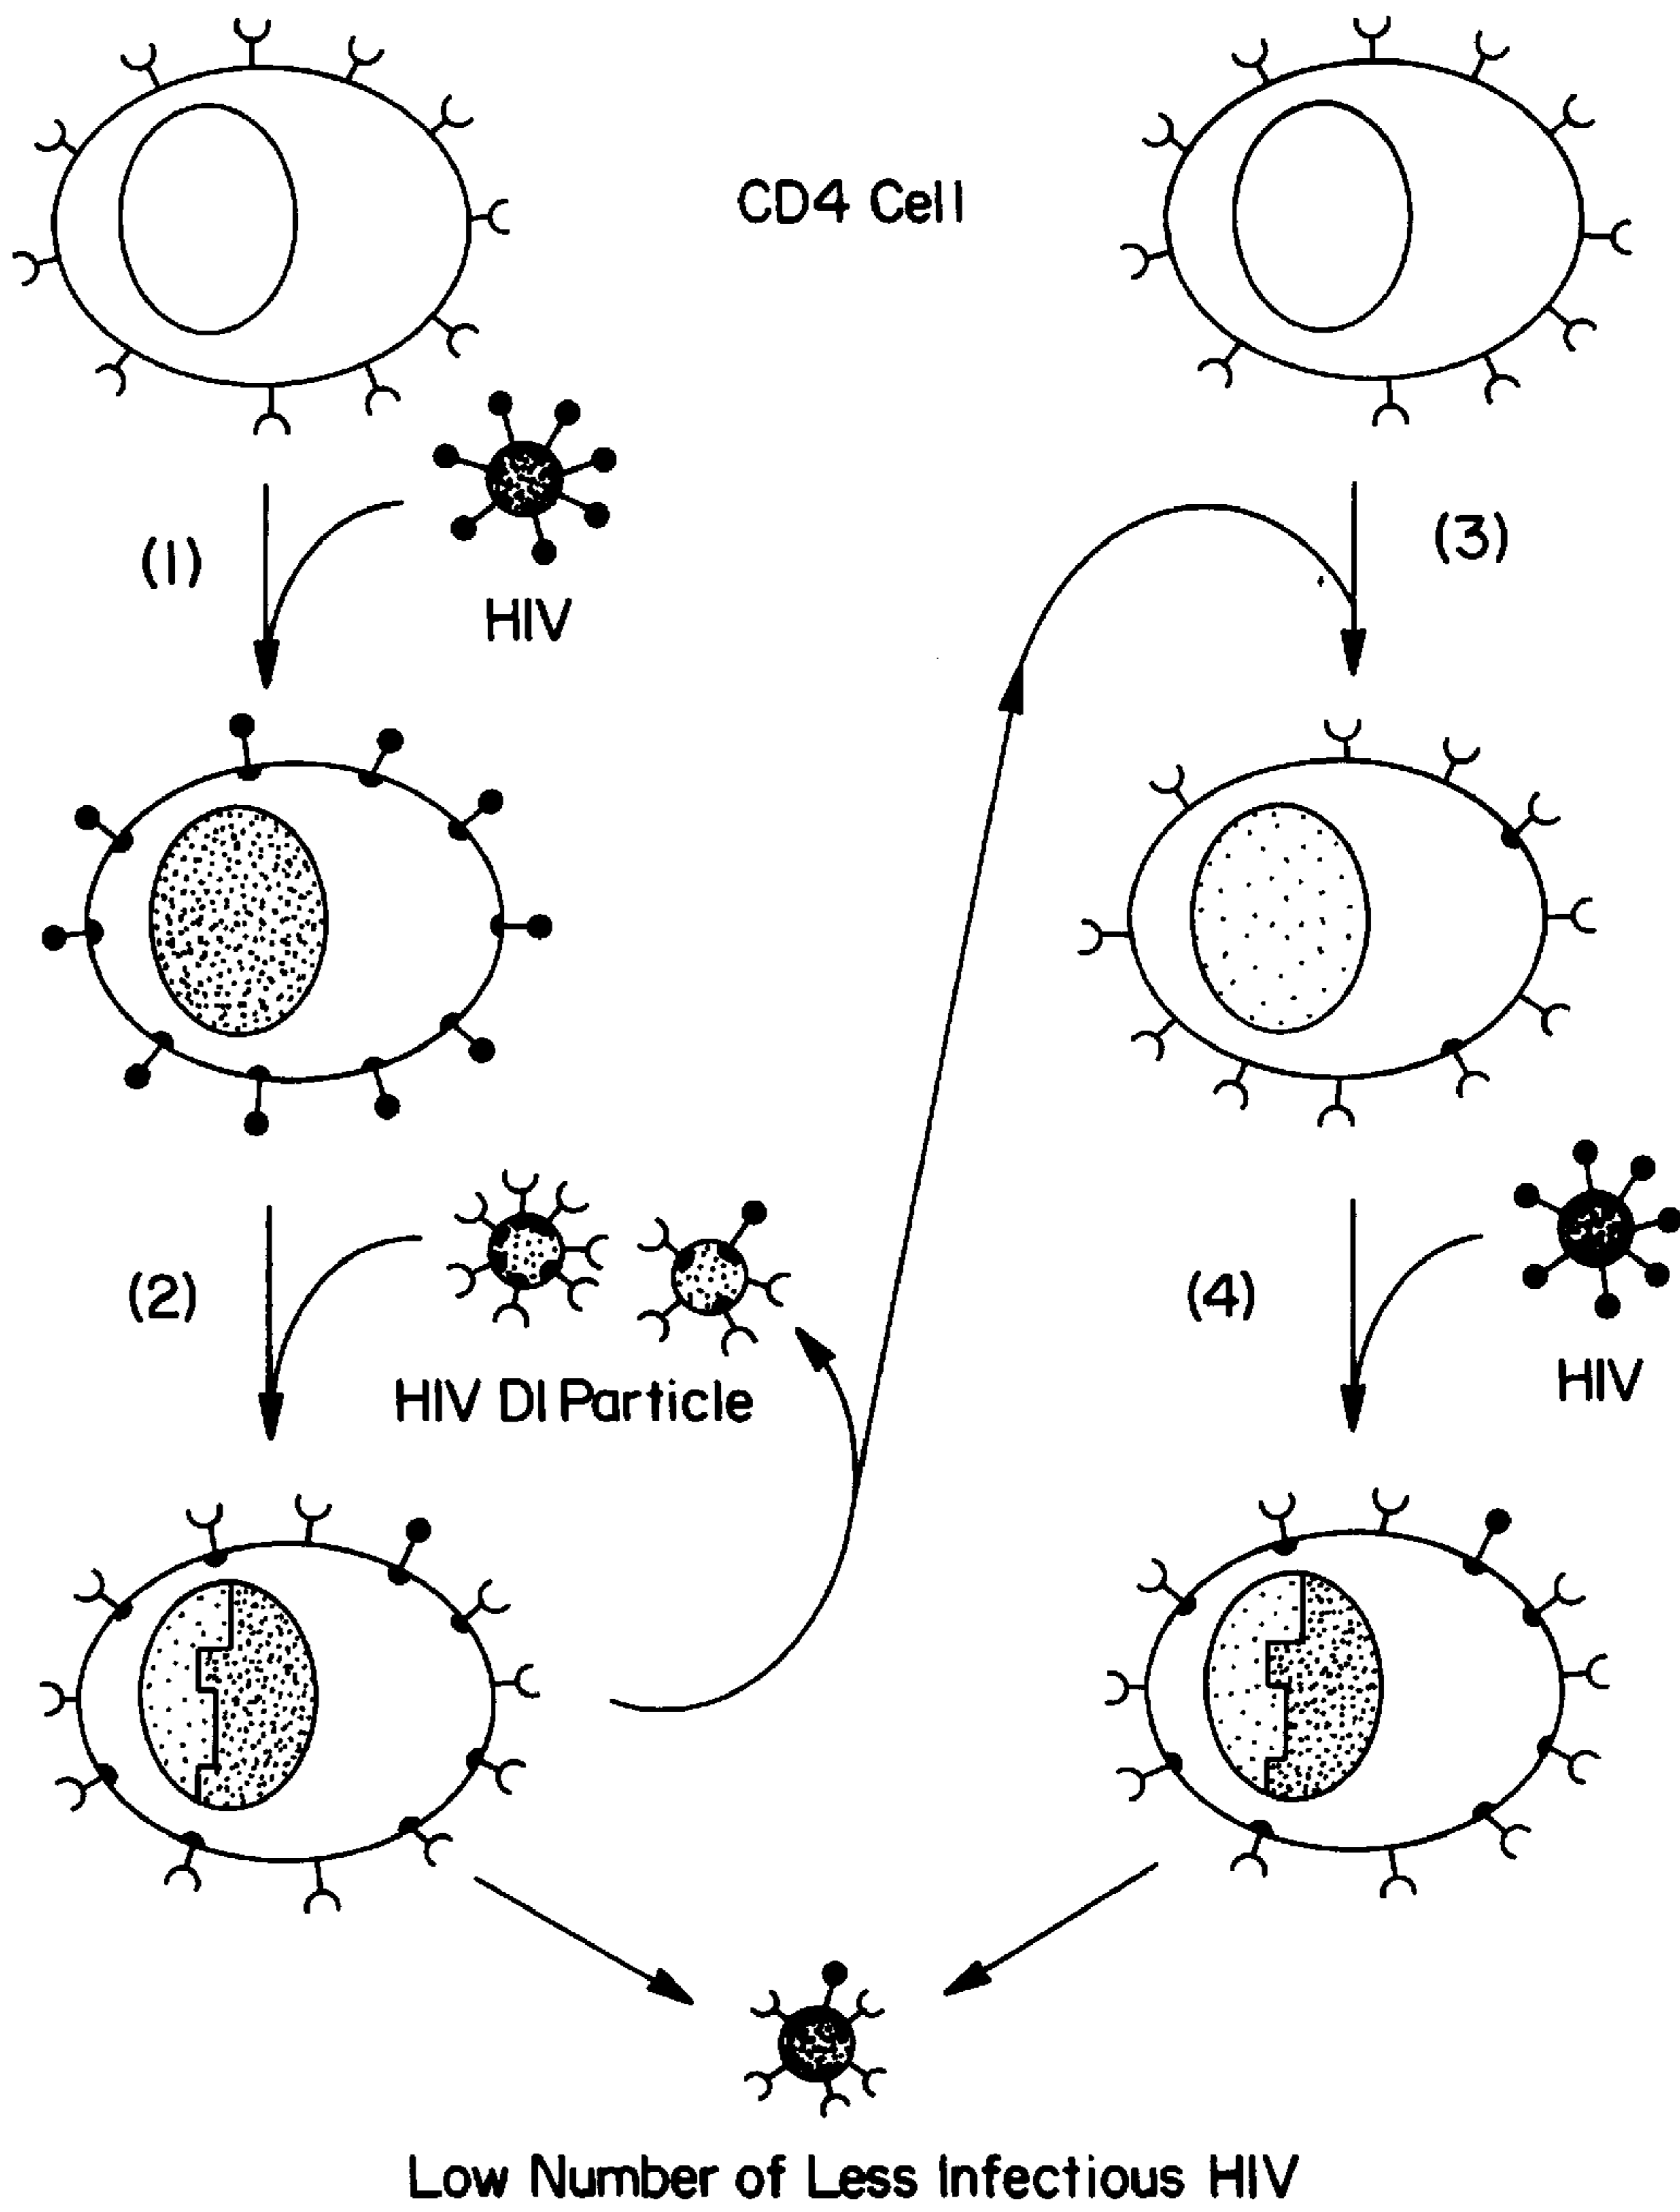 CD4 Cell
(1)
HIV
(3)
(2)
HIV DI Particle
(4)
HIV
Low Number of Less Infectious HIV